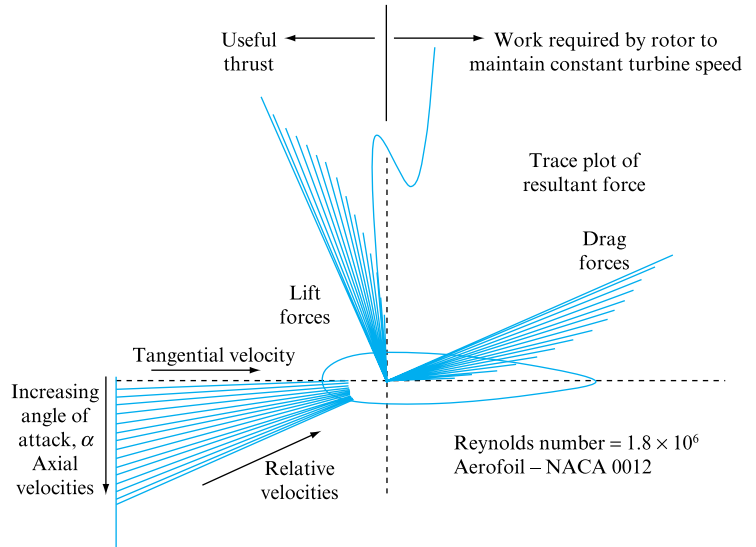 Useful
thrust
Work required by rotor to
maintain constant turbine speed
Trace plot of
resultant force
Drag
forces
Lift
forces
Tangential velocity
Increasing
angle of
attack, α
Axial
velocities
Relative
velocities
Reynolds number = 1.8 × 10⁶
Aerofoil – NACA 0012